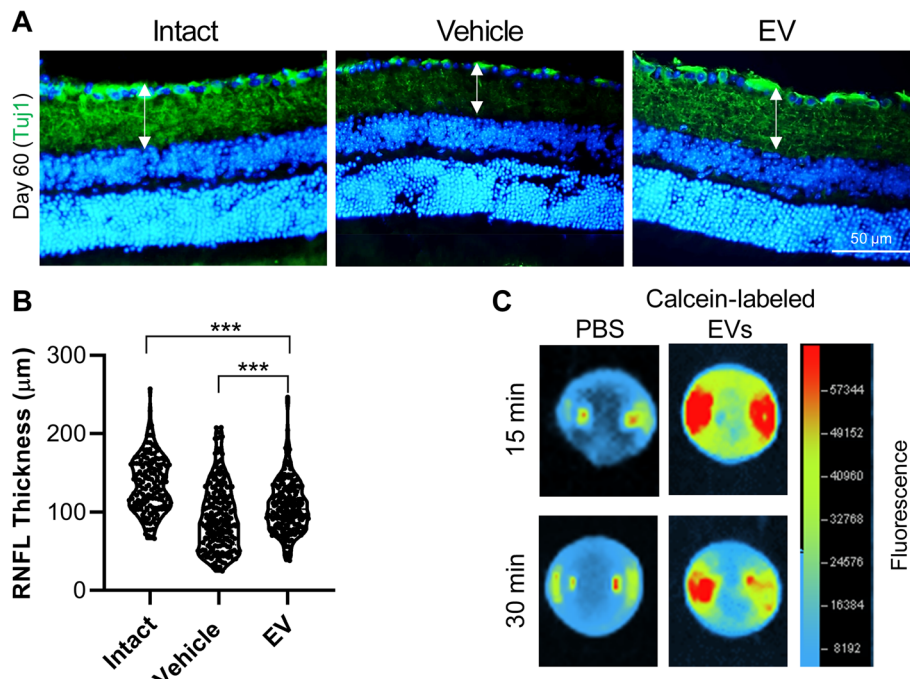 A
Intact
Vehicle
EV
Day 60 (Tuj1)
50 µm
B
RNFL Thickness (µm)
300
200
100
0
***
***
Intact
Vehicle
EV
C
Calcein-labeled
PBS
EVs
15 min
30 min
57344
49152
40960
32768
24576
16384
8192
Fluorescence